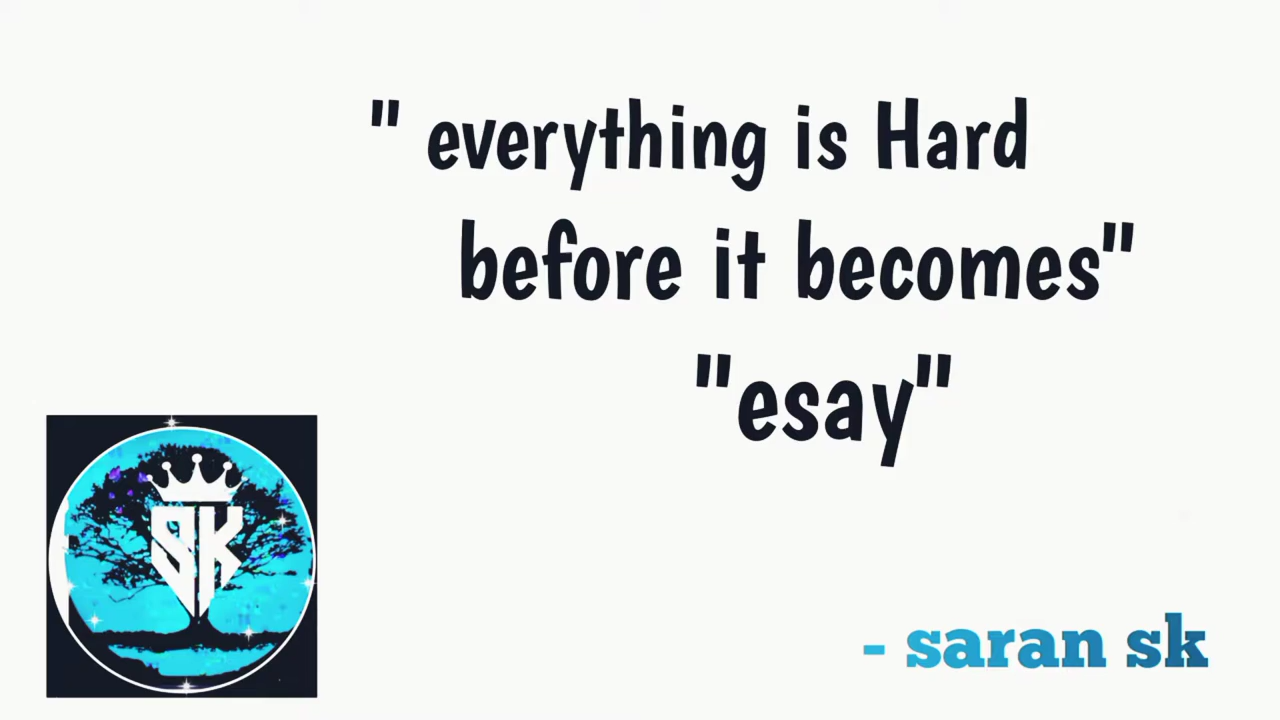 " everything is Hard
before it becomes"
"esay"
SK
- saran sk